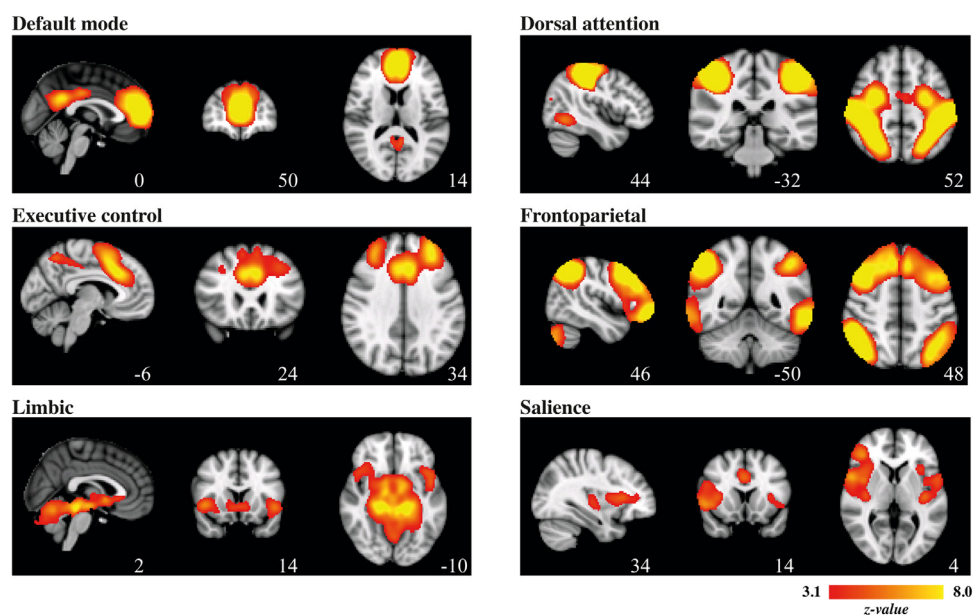 Default mode
0 50 14
Dorsal attention
44 -32 52
Executive control
-6 24 34
Frontoparietal
46 -50 48
Limbic
2 14 -10
Salience
34 14 4
3.1 8.0
z-value